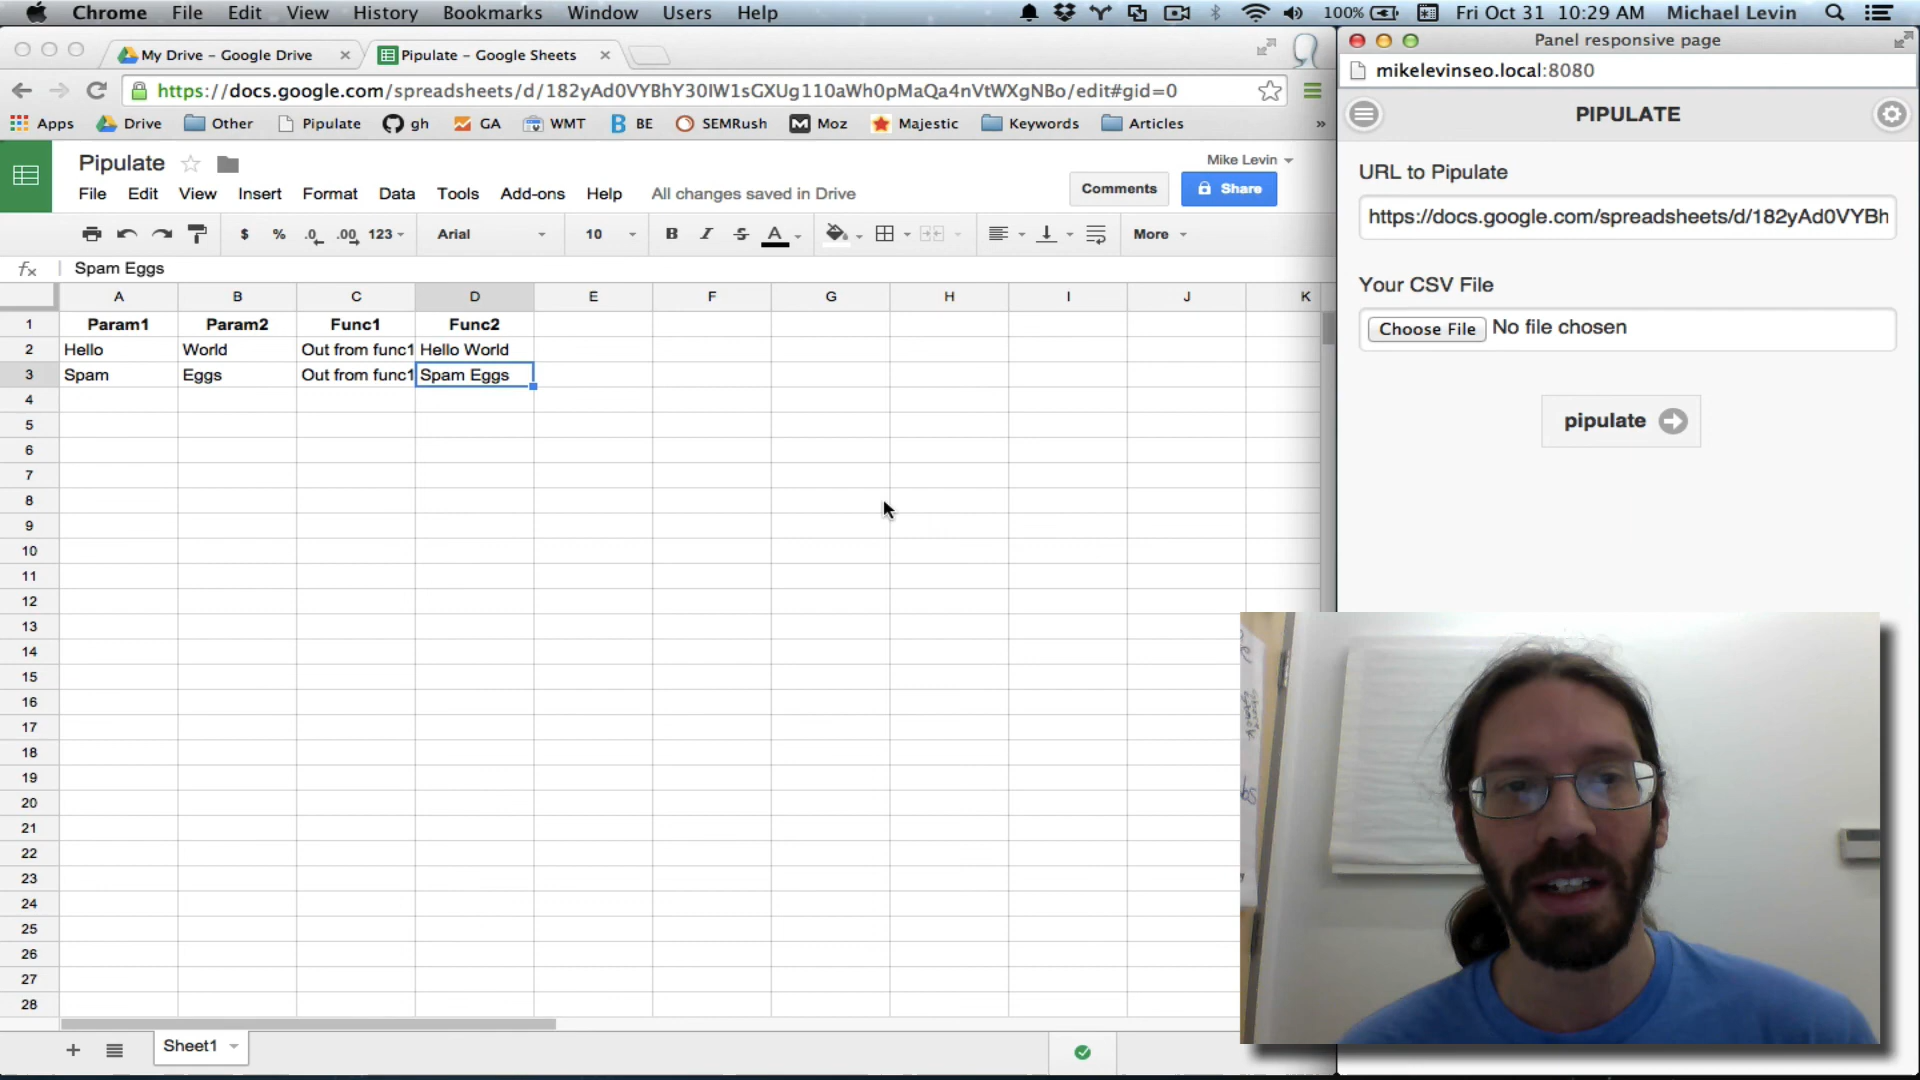 Chrome File Edit View History Bookmarks Window Users Help 100% Fri Oct 31 10:29 AM Michael Levin
My Drive – Google Drive × Pipulate – Google Sheets ×
https://docs.google.com/spreadsheets/d/182yAd0VYBhY30IW1sGXUg110aWh0pMaQa4nVtWXgNBo/edit#gid=0
Apps Drive Other Pipulate gh GA WMT BE SEMRush Moz Majestic Keywords Articles »
Pipulate
Mike Levin
File Edit View Insert Format Data Tools Add-ons Help All changes saved in Drive
Comments Share
$ % .0 .00 123 Arial 10 B I S A More
fx Spam Eggs
A B C D E F G H I J K
1 Param1 Param2 Func1 Func2
2 Hello World Out from func1 Hello World
3 Spam Eggs Out from func1 Spam Eggs
4
5
6
7
8
9
10
11
12
13
14
15
16
17
18
19
20
21
22
23
24
25
26
27
28
+ Sheet1
Panel responsive page
mikelevinseo.local:8080
PIPULATE
URL to Pipulate
https://docs.google.com/spreadsheets/d/182yAd0VYBh
Your CSV File
Choose File No file chosen
pipulate